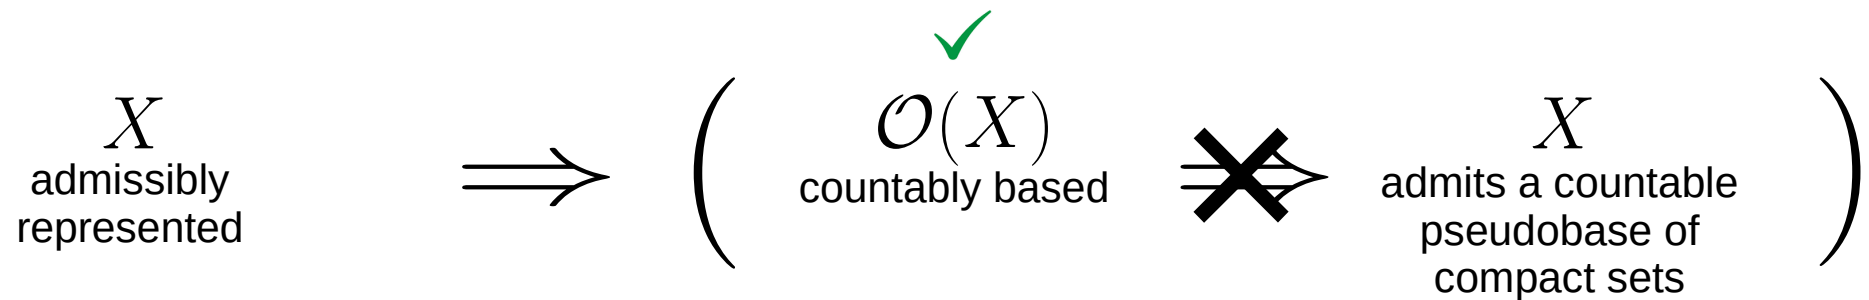 X ⟹ ( 𝒪(X) ⟹ X )
admissibly
represented
countably based
admits a countable
pseudobase of
compact sets